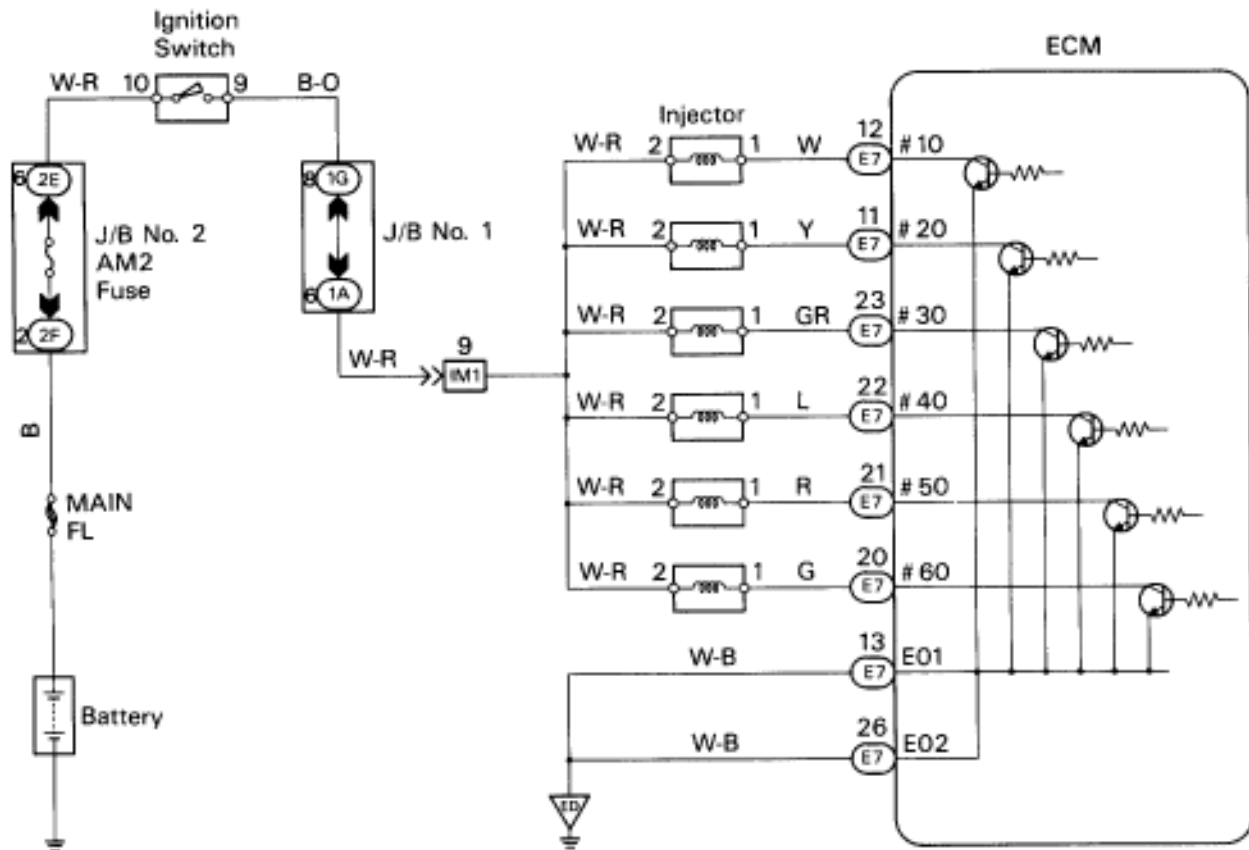 Ignition
Switch
ECM
W-R 10 9 B-O
Injector
W-R 2 1 W 12 E7 #10
6 2E
8 1G
J/B No. 2
AM2
Fuse
J/B No. 1
W-R 2 1 Y 11 E7 #20
6 1A
2 2F
W-R 2 1 GR 23 E7 #30
W-R 9 IM1
W-R 2 1 L 22 E7 #40
B
MAIN
FL
W-R 2 1 R 21 E7 #50
W-R 2 1 G 20 E7 #60
W-B 13 E7 E01
Battery
W-B 26 E7 E02